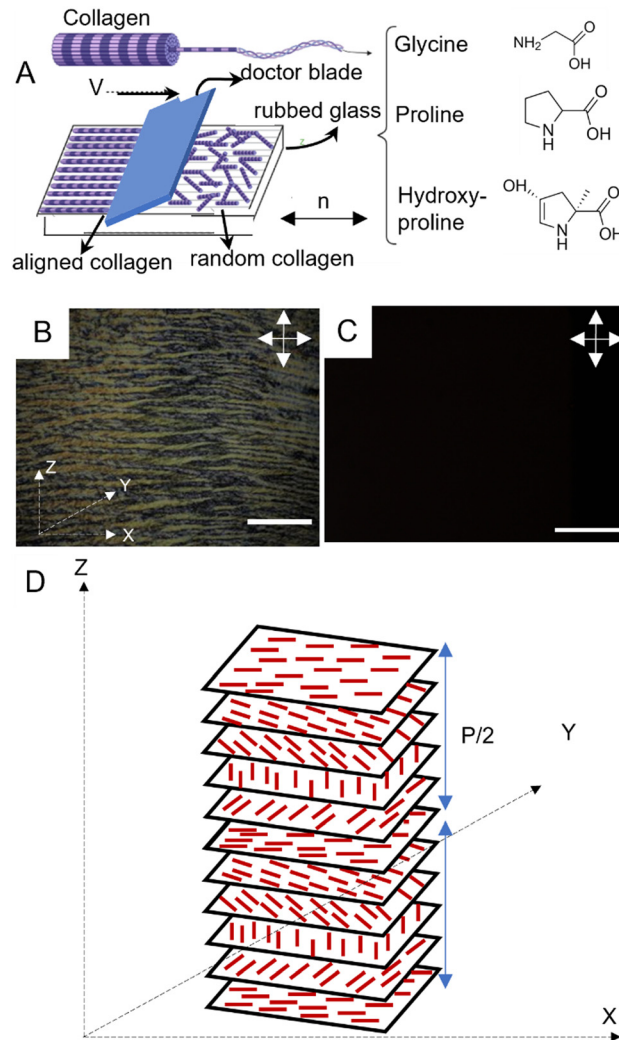 Collagen
A
V
doctor blade
rubbed glass
z
n
aligned collagen
random collagen
Glycine
NH₂
O
OH
Proline
N
H
O
OH
Hydroxy-
proline
OH
N
H
O
OH
B
Z
Y
X
C
D
Z
P/2
Y
X